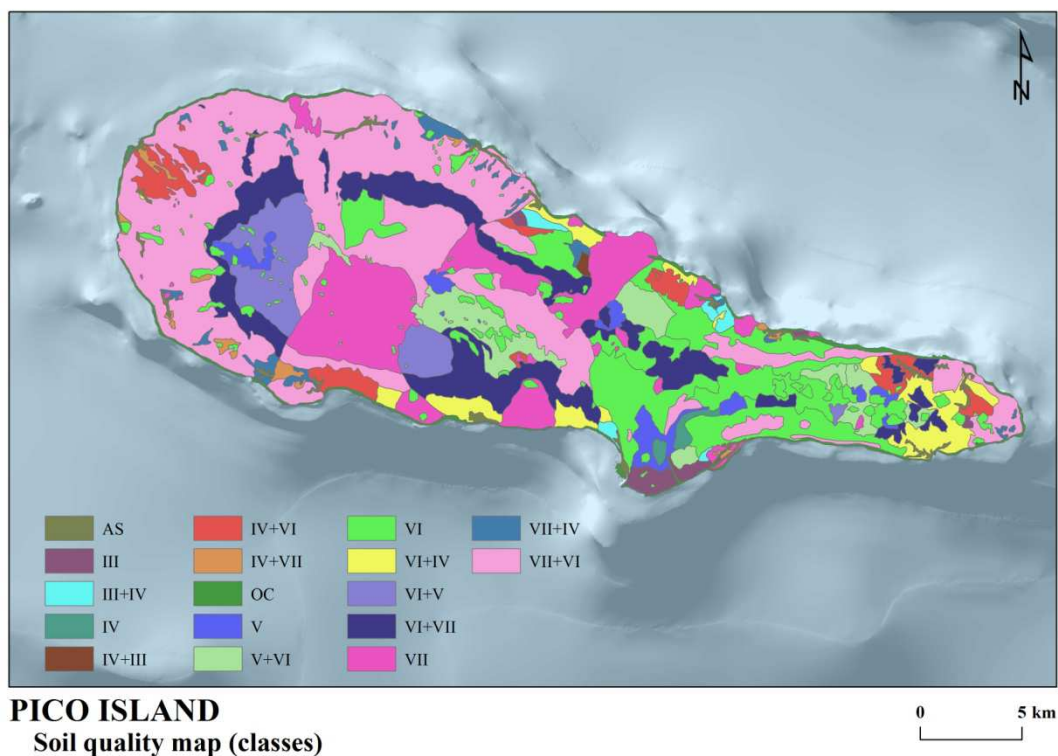 N
AS
III
III+IV
IV
IV+III
IV+VI
IV+VII
OC
V
V+VI
VI
VI+IV
VI+V
VI+VII
VII
VII+IV
VII+VI
PICO ISLAND
Soil quality map (classes)
0 5 km